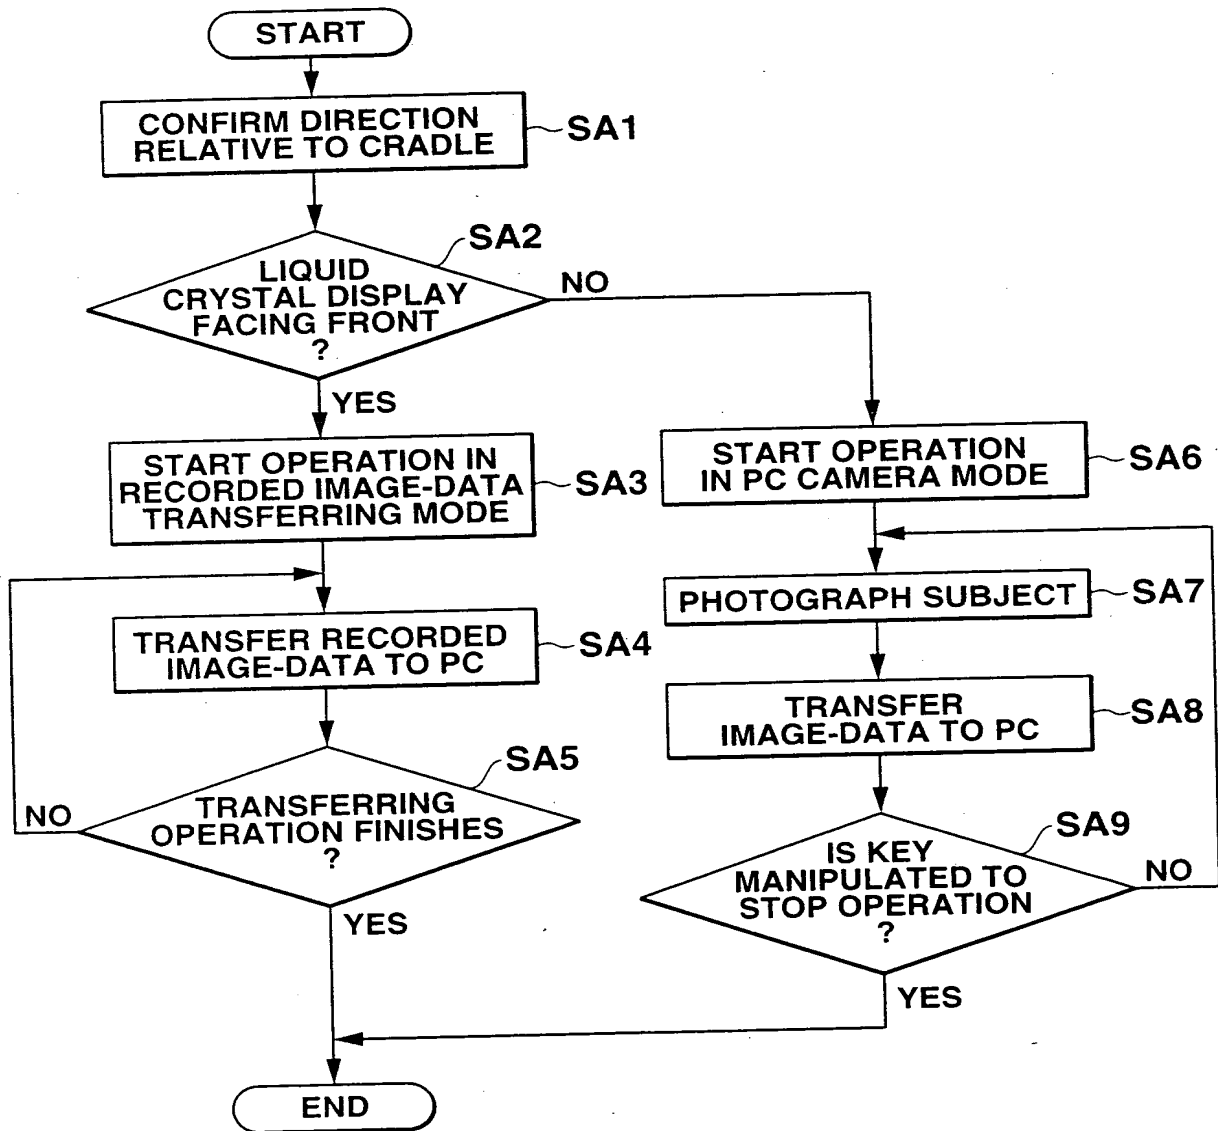 START
CONFIRM DIRECTION
RELATIVE TO CRADLE
SA1
SA2
LIQUID
CRYSTAL DISPLAY
FACING FRONT
?
NO
YES
START OPERATION IN
RECORDED IMAGE-DATA
TRANSFERRING MODE
SA3
TRANSFER RECORDED
IMAGE-DATA TO PC
SA4
SA5
TRANSFERRING
OPERATION FINISHES
?
NO
YES
START OPERATION
IN PC CAMERA MODE
SA6
PHOTOGRAPH SUBJECT
SA7
TRANSFER
IMAGE-DATA TO PC
SA8
SA9
IS KEY
MANIPULATED TO
STOP OPERATION
?
NO
YES
END